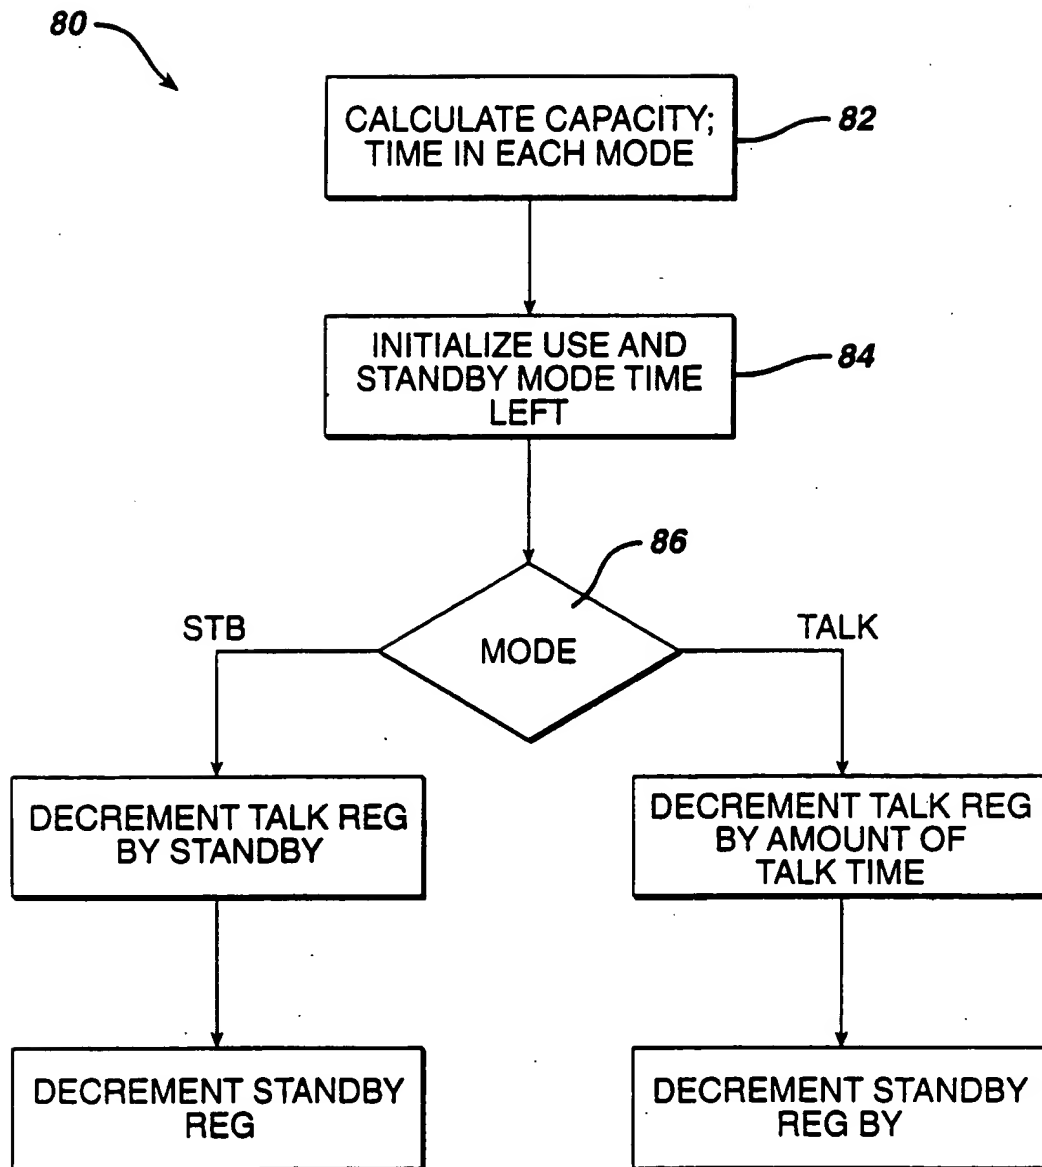 80
CALCULATE CAPACITY;
TIME IN EACH MODE
82
INITIALIZE USE AND
STANDBY MODE TIME
LEFT
84
86
STB
MODE
TALK
DECREMENT TALK REG
BY STANDBY
DECREMENT TALK REG
BY AMOUNT OF
TALK TIME
DECREMENT STANDBY
REG
DECREMENT STANDBY
REG BY